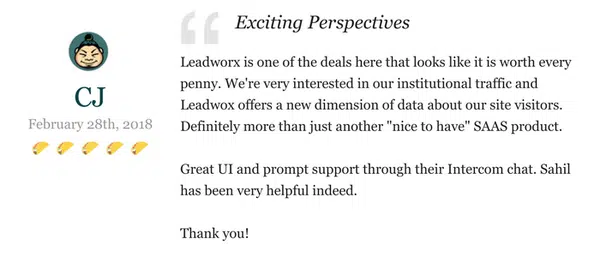 Exciting Perspectives
CJ
February 28th, 2018
Leadworx is one of the deals here that looks like it is worth every
penny. We're very interested in our institutional traffic and
Leadwox offers a new dimension of data about our site visitors.
Definitely more than just another "nice to have" SAAS product.
Great UI and prompt support through their Intercom chat. Sahil
has been very helpful indeed.
Thank you!